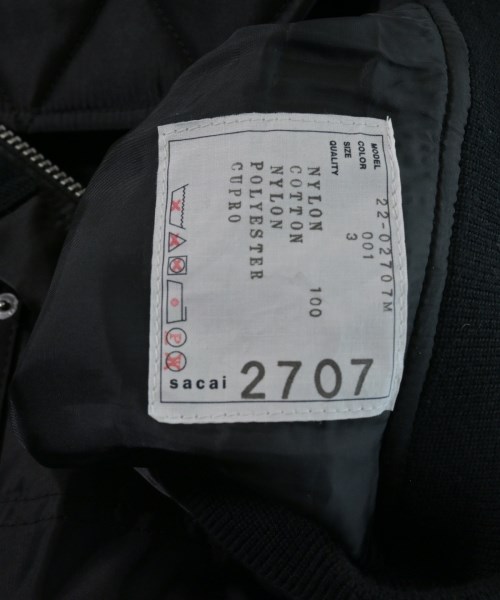 MODEL 22-02707M
COLOR 001
SIZE 3
QUALITY
NYLON 100
COTTON
NYLON
POLYESTER
CUPRO
P
W
sacai 2707